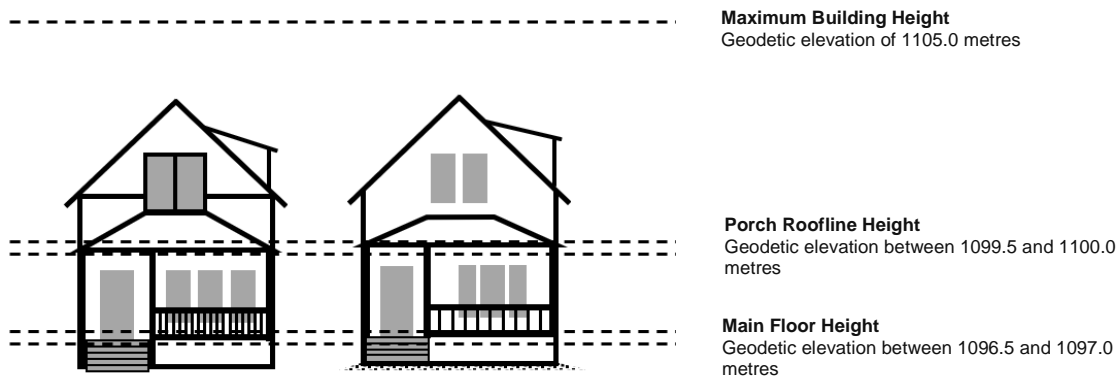 Maximum Building Height
Geodetic elevation of 1105.0 metres
Porch Roofline Height
Geodetic elevation between 1099.5 and 1100.0
metres
Main Floor Height
Geodetic elevation between 1096.5 and 1097.0
metres